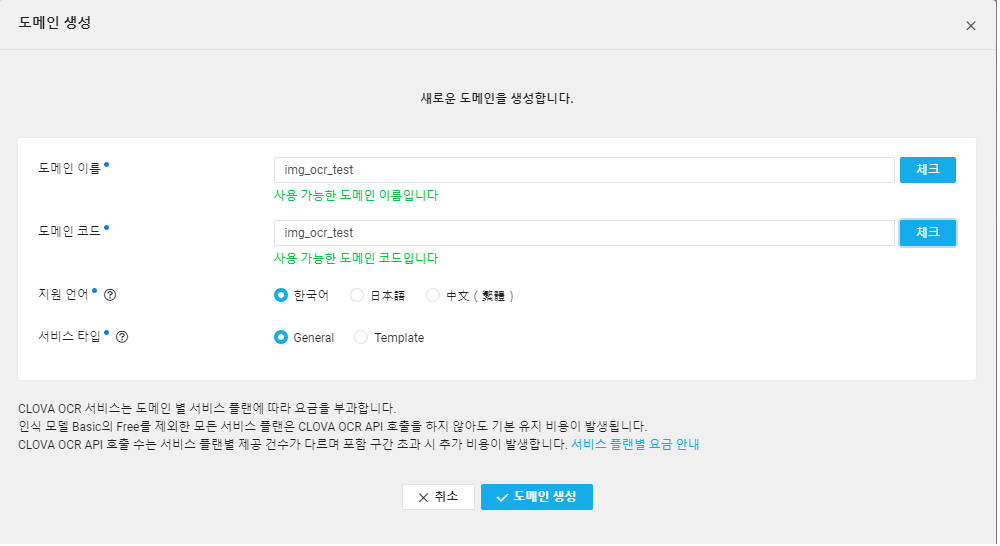 도메인 생성
새로운 도메인을 생성합니다.
도메인 이름
img_ocr_test
체크
사용 가능한 도메인 이름입니다
도메인 코드
img_ocr_test
체크
사용 가능한 도메인 코드입니다
지원 언어 ? 한국어 日本語 中文 ( 繁體 )
서비스 타입 ? General Template
CLOVA OCR 서비스는 도메인 별 서비스 플랜에 따라 요금을 부과합니다.
인식 모델 Basic의 Free를 제외한 모든 서비스 플랜은 CLOVA OCR API 호출을 하지 않아도 기본 유지 비용이 발생됩니다.
CLOVA OCR API 호출 수는 서비스 플랜별 제공 건수가 다르며 포함 구간 초과 시 추가 비용이 발생합니다. 서비스 플랜별 요금 안내
취소 도메인 생성